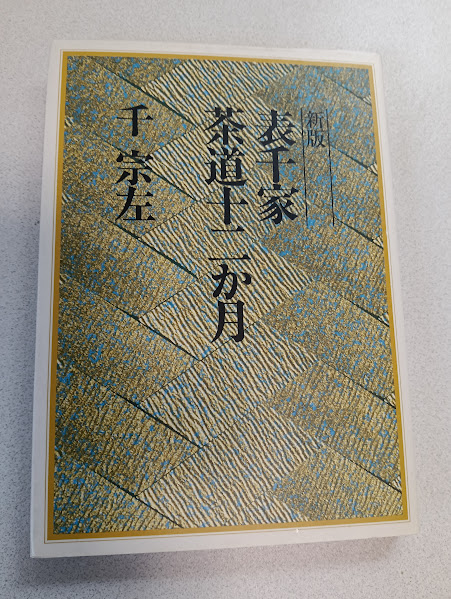 新版
表千家
茶道十二か月
千 宗左